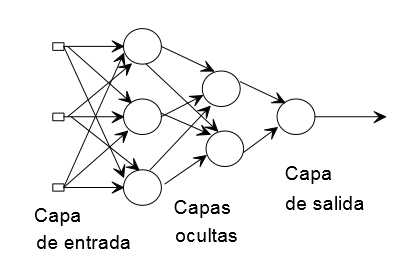 Capa
de entrada
Capas
ocultas
Capa
de salida